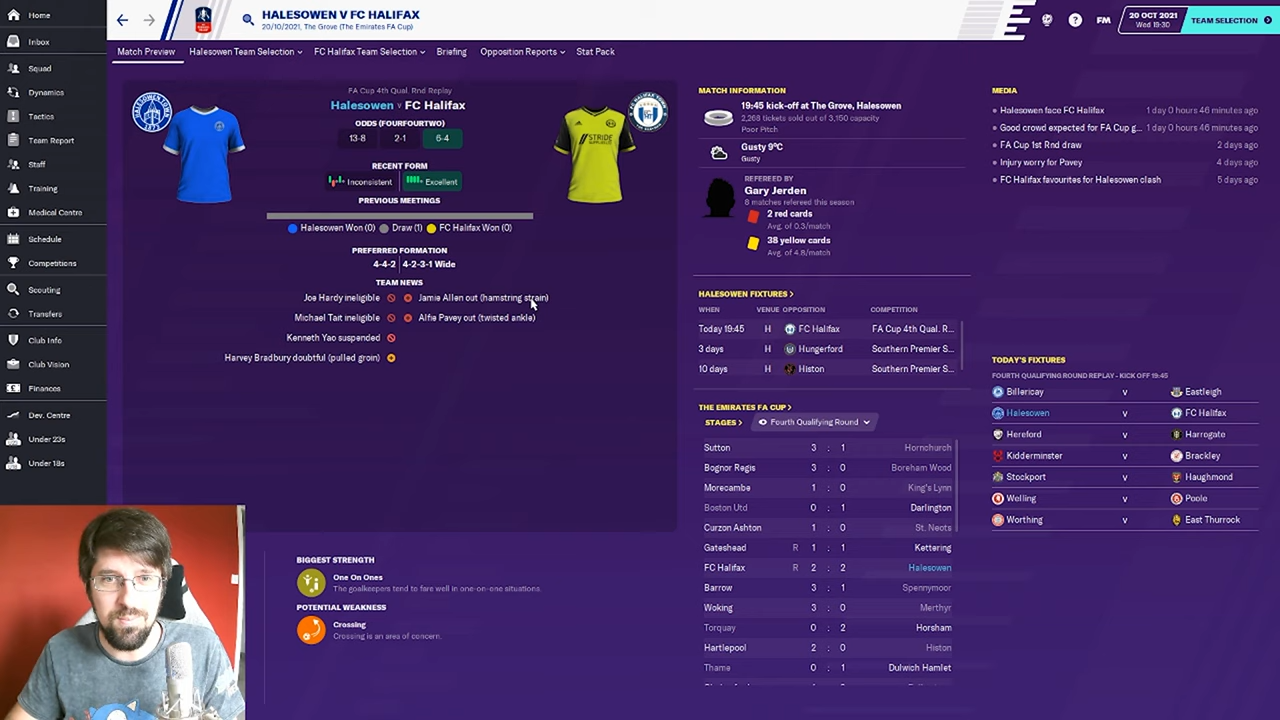 HALESOWEN V FC HALIFAX
20/10/2021, The Grove (The Emirates FA Cup)
FM
20 OCT 2021
Wed 19:30
TEAM SELECTION
Match Preview
Halesowen Team Selection
FC Halifax Team Selection
Briefing
Opposition Reports
Stat Pack
Home
Inbox
Squad
Dynamics
Tactics
Team Report
Staff
Training
Medical Centre
Schedule
Competitions
Scouting
Transfers
Club Info
Club Vision
Finances
Dev. Centre
Under 23s
Under 18s
FA Cup 4th Qual. Rnd Replay
Halesowen v FC Halifax
ODDS (FOURFOURTWO)
13-8 2-1 6-4
RECENT FORM
Inconsistent Excellent
PREVIOUS MEETINGS
Halesowen Won (0) Draw (1) FC Halifax Won (0)
PREFERRED FORMATION
4-4-2 4-2-3-1 Wide
TEAM NEWS
Joe Hardy ineligible Jamie Allen out (hamstring strain)
Michael Tait ineligible Alfie Pavey out (twisted ankle)
Kenneth Yao suspended
Harvey Bradbury doubtful (pulled groin)
BIGGEST STRENGTH
One On Ones
The goalkeepers tend to fare well in one-on-one situations.
POTENTIAL WEAKNESS
Crossing
Crossing is an area of concern.
MATCH INFORMATION
19:45 kick-off at The Grove, Halesowen
2,268 tickets sold out of 3,150 capacity
Poor Pitch
Gusty 9°C
Gusty
REFEREED BY
Gary Jerden
8 matches refereed this season
2 red cards
Avg. of 0.3/match
38 yellow cards
Avg. of 4.8/match
HALESOWEN FIXTURES >
WHEN VENUE OPPOSITION COMPETITION
Today 19:45 H FC Halifax FA Cup 4th Qual. R...
3 days H Hungerford Southern Premier S...
10 days H Histon Southern Premier S...
THE EMIRATES FA CUP >
STAGES > Fourth Qualifying Round
Sutton 3 : 1 Hornchurch
Bognor Regis 3 : 0 Boreham Wood
Morecambe 1 : 0 King's Lynn
Boston Utd 0 : 1 Darlington
Curzon Ashton 1 : 0 St. Neots
Gateshead R 1 : 1 Kettering
FC Halifax R 2 : 2 Halesowen
Barrow 3 : 1 Spennymoor
Woking 3 : 0 Merthyr
Torquay 0 : 2 Horsham
Hartlepool 2 : 0 Histon
Thame 0 : 1 Dulwich Hamlet
MEDIA
Halesowen face FC Halifax 1 day 0 hours 46 minutes ago
Good crowd expected for FA Cup g... 1 day 0 hours 46 minutes ago
FA Cup 1st Rnd draw 2 days ago
Injury worry for Pavey 4 days ago
FC Halifax favourites for Halesowen clash 5 days ago
TODAY'S FIXTURES
FOURTH QUALIFYING ROUND REPLAY - KICK OFF 19:45
Billericay v Eastleigh
Halesowen v FC Halifax
Hereford v Harrogate
Kidderminster v Brackley
Stockport v Haughmond
Welling v Poole
Worthing v East Thurrock